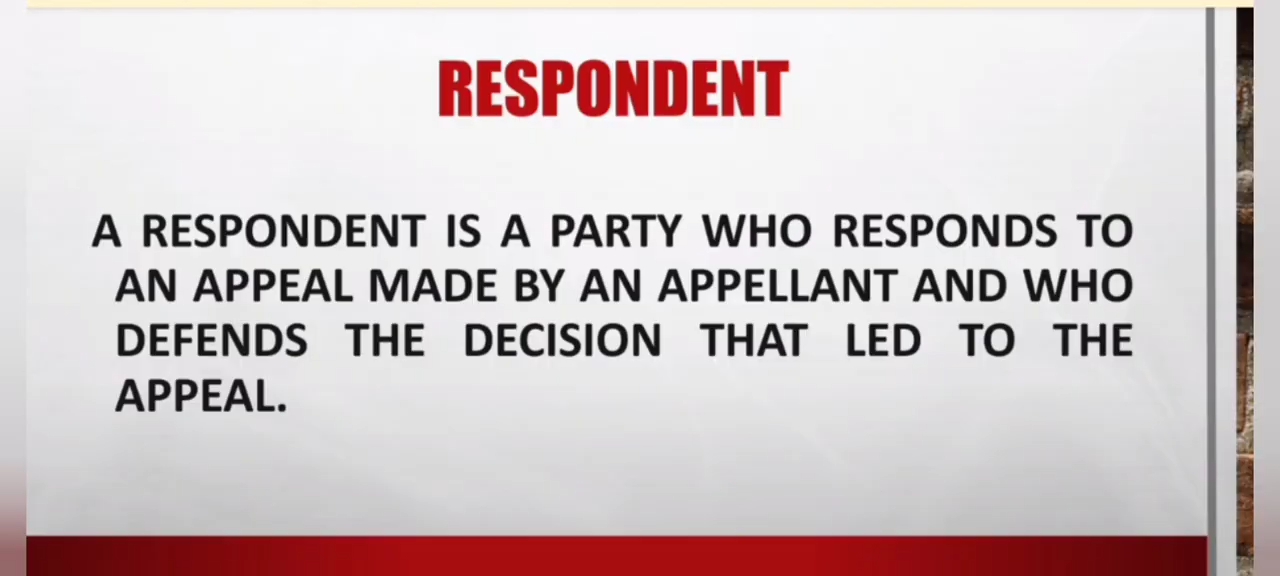 RESPONDENT
A RESPONDENT IS A PARTY WHO RESPONDS TO
AN APPEAL MADE BY AN APPELLANT AND WHO
DEFENDS THE DECISION THAT LED TO THE
APPEAL.